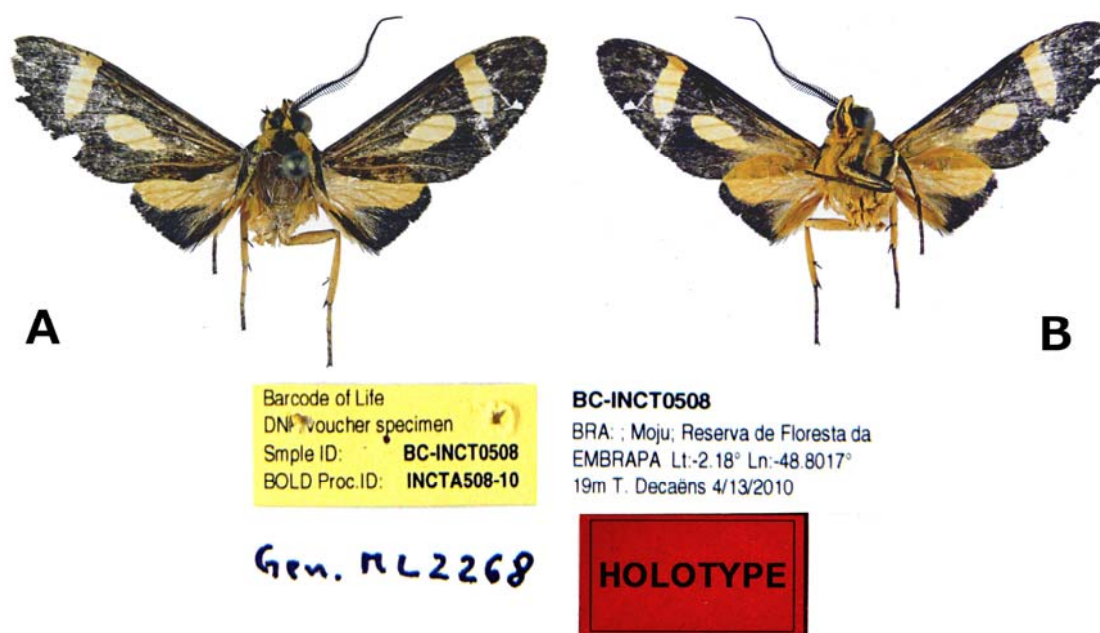 A
B
Barcode of Life
DNA voucher specimen
Smple ID: BC-INCT0508
BOLD Proc.ID: INCTA508-10
BC-INCT0508
BRA: ; Moju; Reserva de Floresta da
EMBRAPA Lt:-2.18° Ln:-48.8017°
19m T. Decaëns 4/13/2010
Gen. ML2268
HOLOTYPE